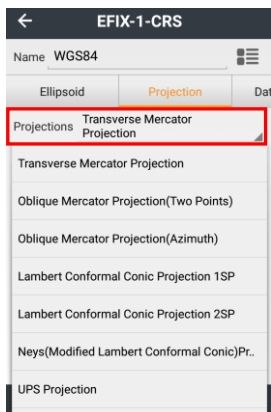 EFIX-1-CRS
Name WGS84
Ellipsoid Projection Dat
Projections Transverse Mercator
Projection
Transverse Mercator Projection
Oblique Mercator Projection(Two Points)
Oblique Mercator Projection(Azimuth)
Lambert Conformal Conic Projection 1SP
Lambert Conformal Conic Projection 2SP
Neys(Modified Lambert Conformal Conic)Pr..
UPS Projection